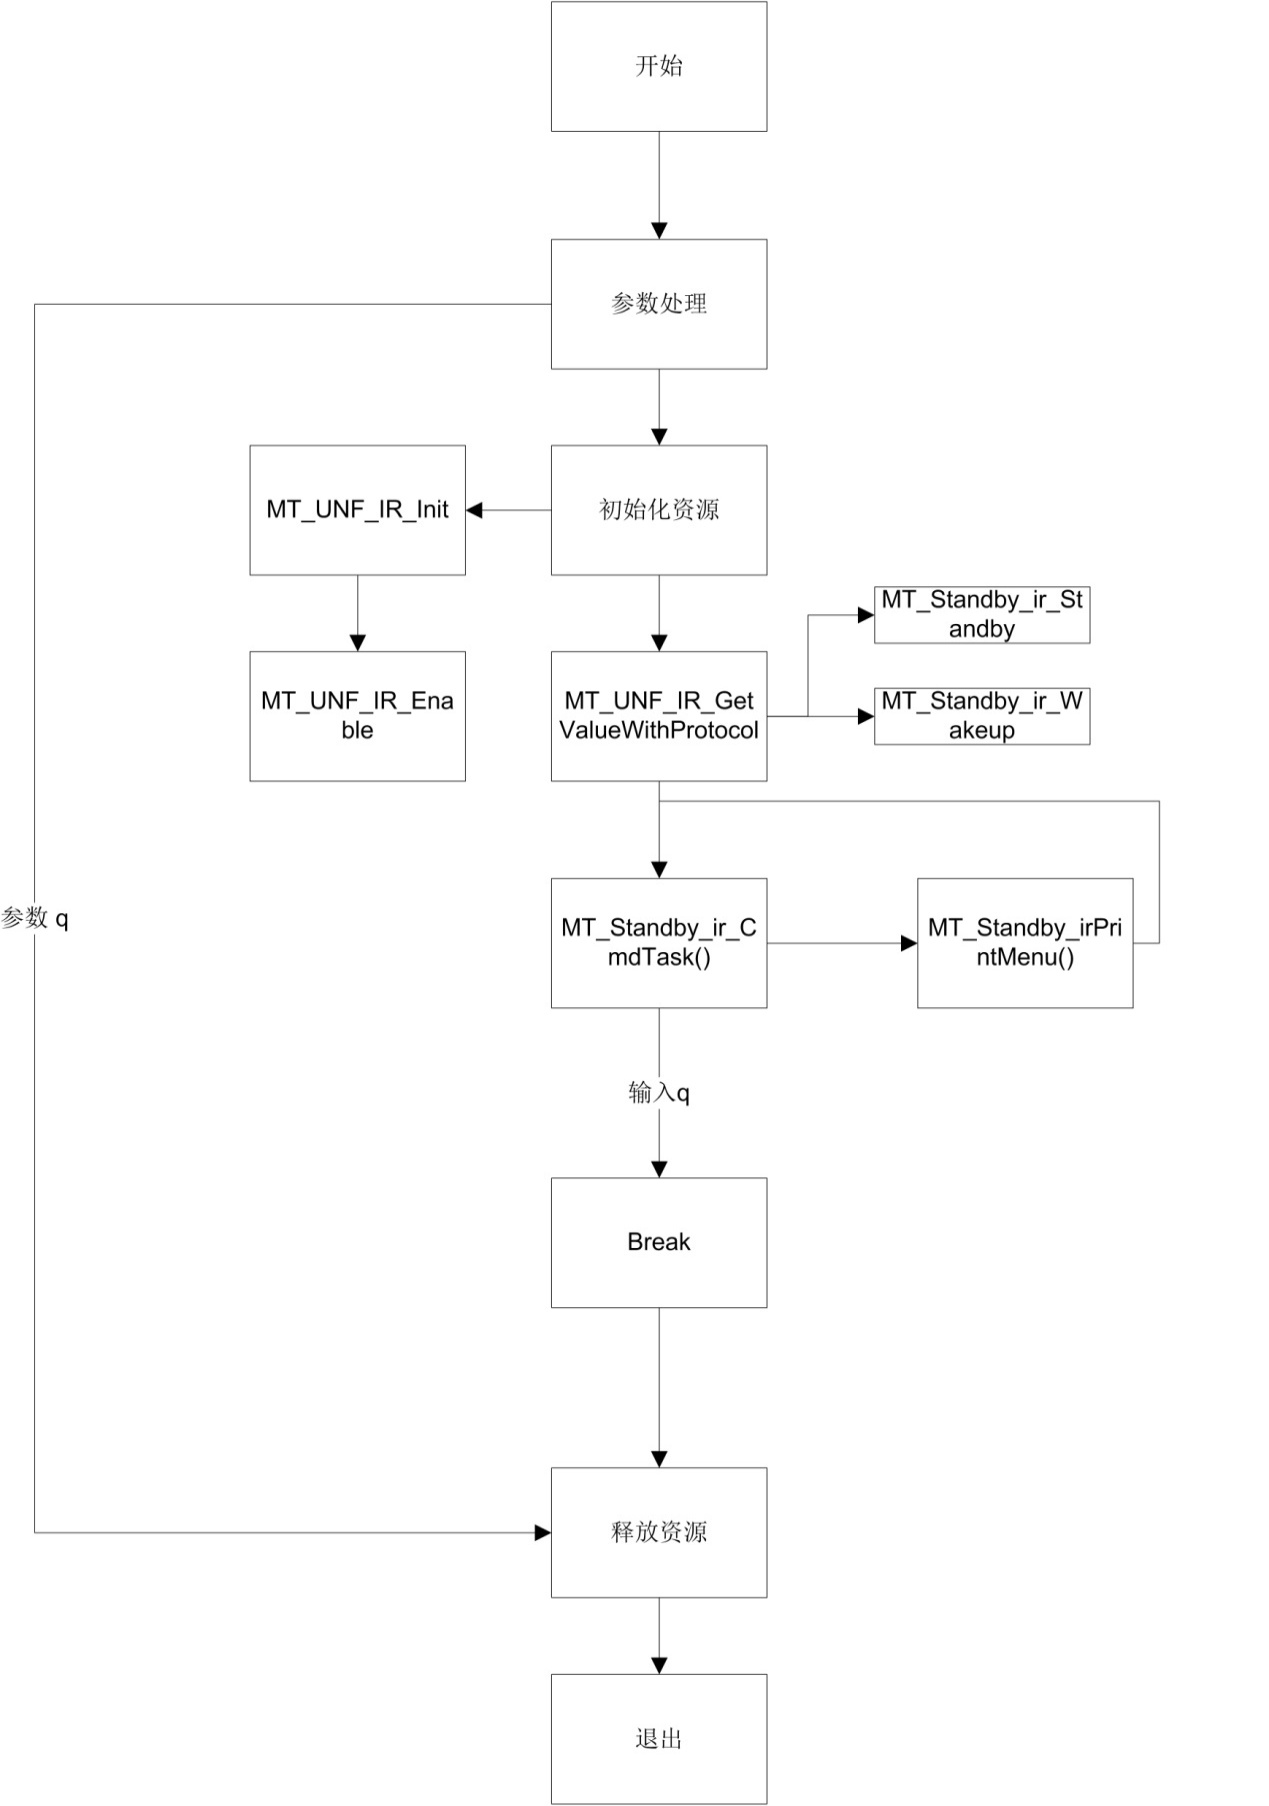 开始
参数处理
MT_UNF_IR_Init
初始化资源
MT_Standby_ir_St
andby
MT_UNF_IR_Ena
ble
MT_UNF_IR_Get
ValueWithProtocol
MT_Standby_ir_W
akeup
参数 q
MT_Standby_ir_C
mdTask()
MT_Standby_irPri
ntMenu()
输入q
Break
释放资源
退出